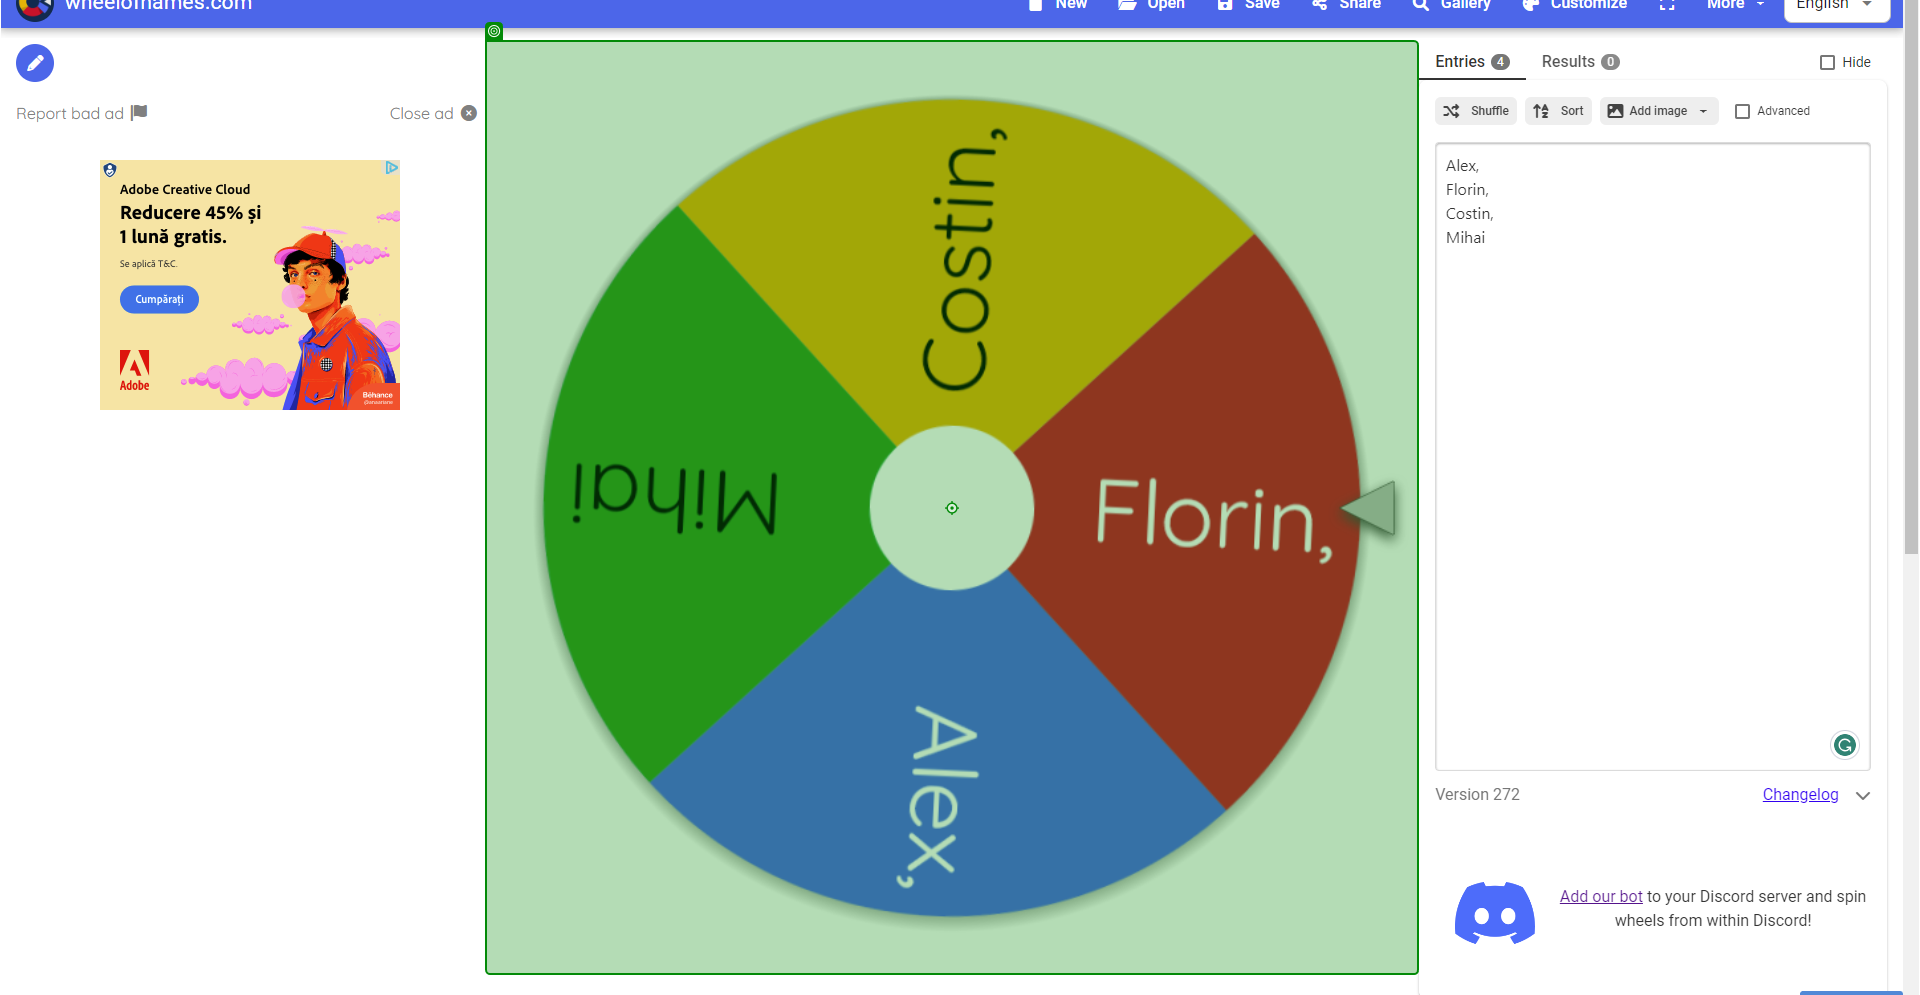 wheelofnames.com
New Open Save Share Gallery Customize More English
Report bad ad Close ad
Adobe Creative Cloud
Reducere 45% și
1 lună gratis.
Se aplică T&C.
Cumpărați
Adobe
Bēhance
Costin,
Florin,
Alex,
Mihai
Entries 4 Results 0 Hide
Shuffle Sort Add image Advanced
Alex,
Florin,
Costin,
Mihai
Version 272 Changelog
Add our bot to your Discord server and spin
wheels from within Discord!